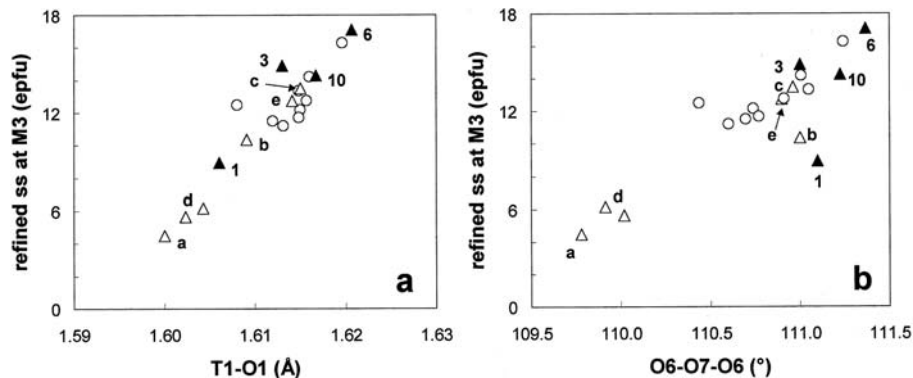 refined ss at M3 (epfu)
18
12
6
0
6
3
10
c
e
b
1
d
a
a
1.59 1.60 1.61 1.62 1.63
T1-O1 (Å)
refined ss at M3 (epfu)
18
12
6
0
6
3
10
c
e
b
1
d
a
b
109.5 110.0 110.5 111.0 111.5
O6-O7-O6 (°)